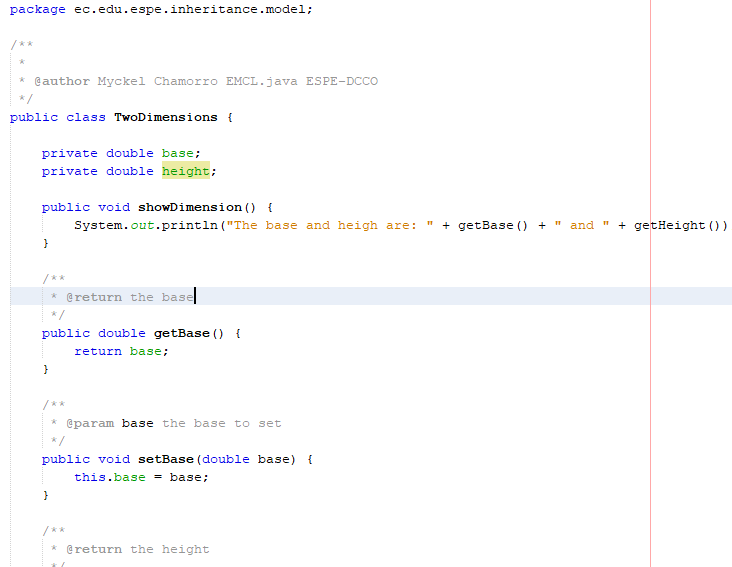 package ec.edu.espe.inheritance.model;
/**
 *
 * @author Myckel Chamorro EMCL.java ESPE-DCCO
 */
public class TwoDimensions {
    private double base;
    private double height;
    public void showDimension() {
        System.out.println("The base and heigh are: " + getBase() + " and " + getHeight())
    }
    /**
     * @return the base
     */
    public double getBase() {
        return base;
    }
    /**
     * @param base the base to set
     */
    public void setBase(double base) {
        this.base = base;
    }
    /**
     * @return the height
     */